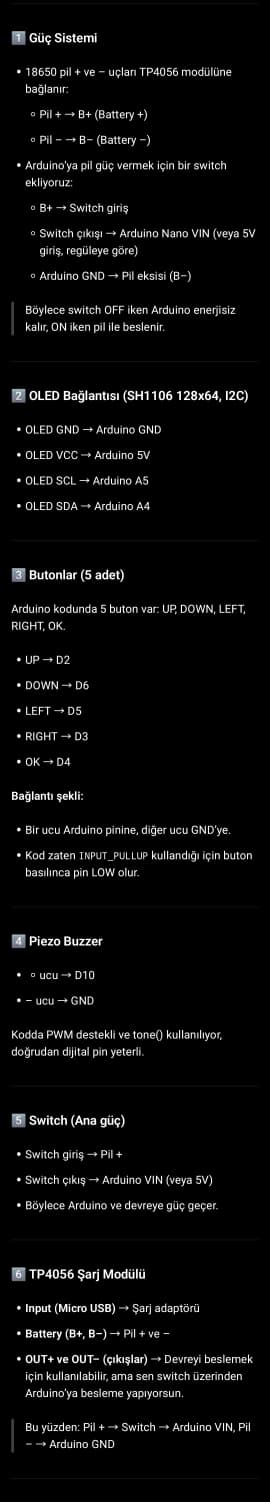 1 Güç Sistemi
• 18650 pil + ve – uçları TP4056 modülüne
bağlanır:
◦ Pil + → B+ (Battery +)
◦ Pil – → B– (Battery –)
• Arduino'ya pil güç vermek için bir switch
ekliyoruz:
◦ B+ → Switch giriş
◦ Switch çıkışı → Arduino Nano VIN (veya 5V
giriş, regüleye göre)
◦ Arduino GND → Pil eksisi (B–)
Böylece switch OFF iken Arduino enerjisiz
kalır, ON iken pil ile beslenir.
2 OLED Bağlantısı (SH1106 128x64, I2C)
• OLED GND → Arduino GND
• OLED VCC → Arduino 5V
• OLED SCL → Arduino A5
• OLED SDA → Arduino A4
3 Butonlar (5 adet)
Arduino kodunda 5 buton var: UP, DOWN, LEFT,
RIGHT, OK.
• UP → D2
• DOWN → D6
• LEFT → D5
• RIGHT → D3
• OK → D4
Bağlantı şekli:
• Bir ucu Arduino pinine, diğer ucu GND'ye.
• Kod zaten INPUT_PULLUP kullandığı için buton
basılınca pin LOW olur.
4 Piezo Buzzer
• ◦ ucu → D10
• – ucu → GND
Kodda PWM destekli ve tone() kullanılıyor,
doğrudan dijital pin yeterli.
5 Switch (Ana güç)
• Switch giriş → Pil +
• Switch çıkış → Arduino VIN (veya 5V)
• Böylece Arduino ve devreye güç geçer.
6 TP4056 Şarj Modülü
• Input (Micro USB) → Şarj adaptörü
• Battery (B+, B–) → Pil + ve –
• OUT+ ve OUT– (çıkışlar) → Devreyi beslemek
için kullanılabilir, ama sen switch üzerinden
Arduino'ya besleme yapıyorsun.
Bu yüzden: Pil + → Switch → Arduino VIN, Pil
– → Arduino GND